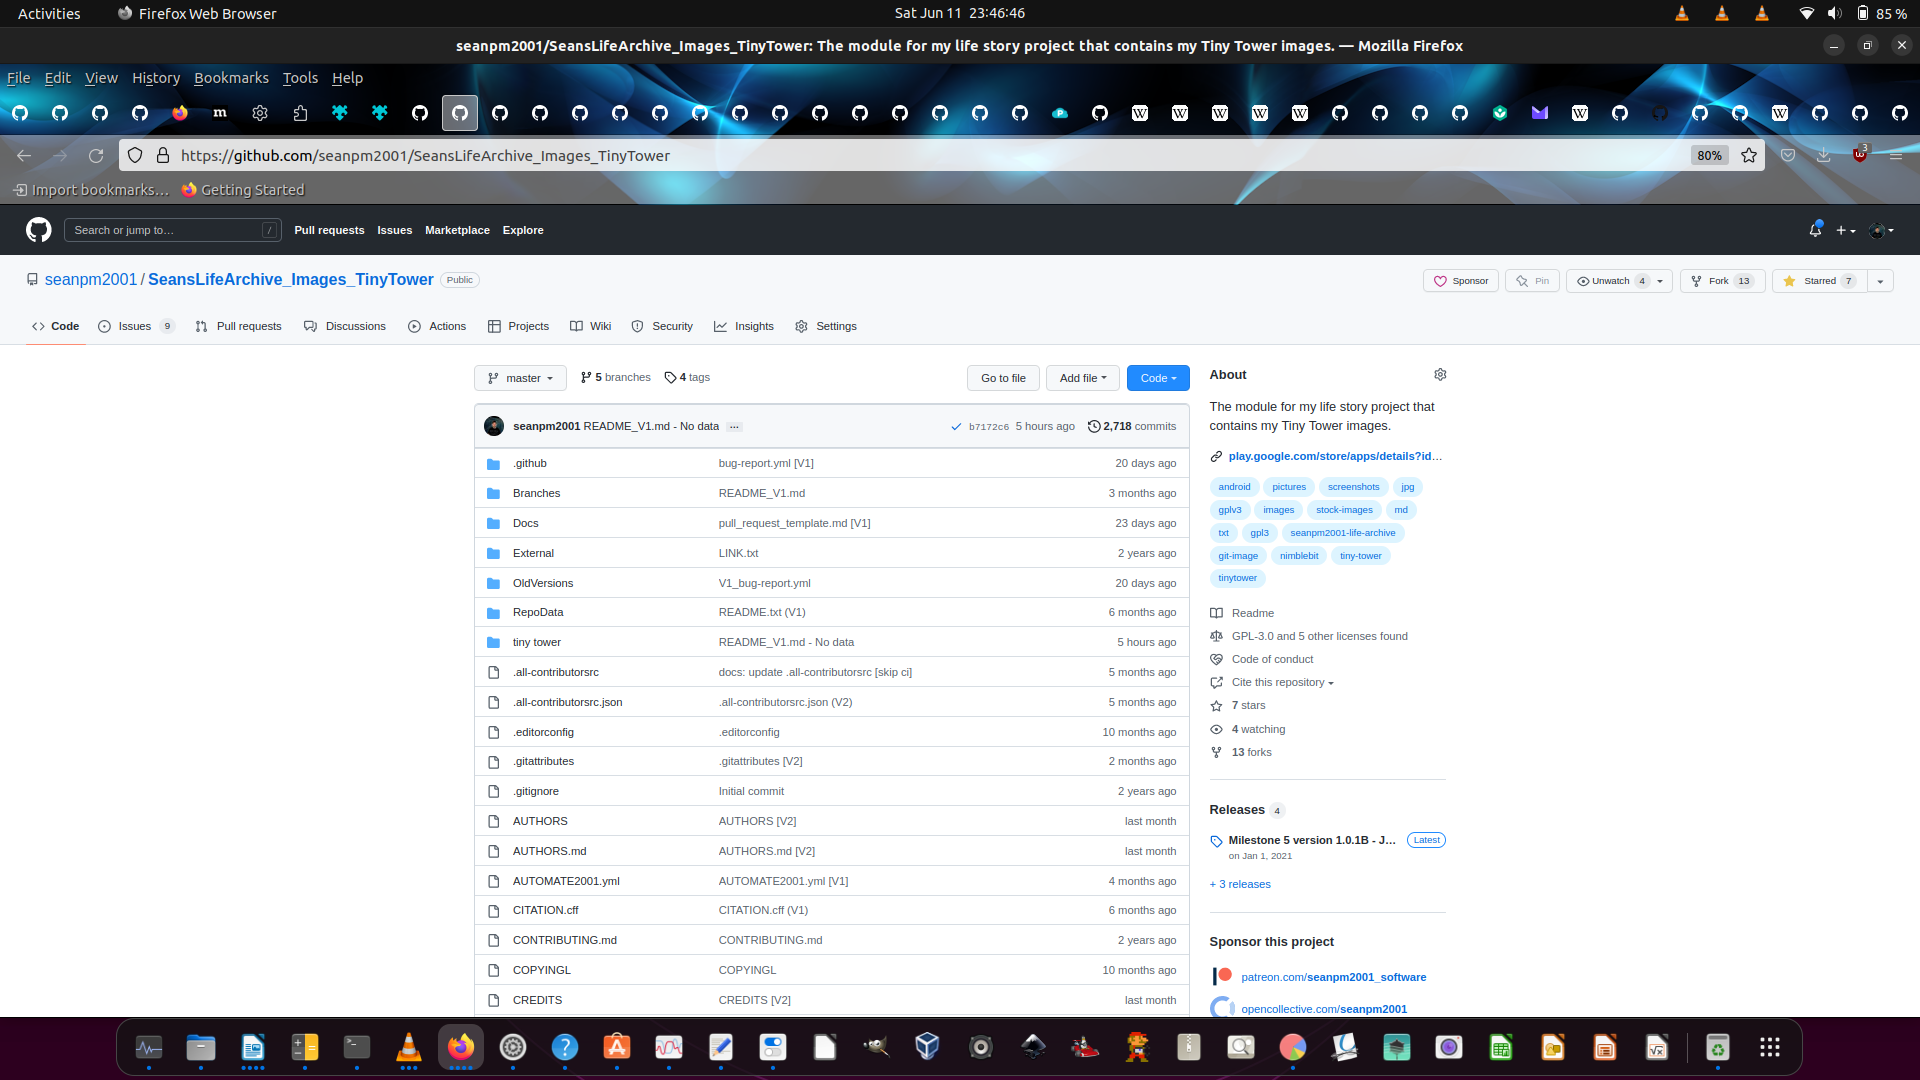 Activities
Firefox Web Browser
Sat Jun 11 23:46:46
85 %
seanpm2001/SeansLifeArchive_Images_TinyTower: The module for my life story project that contains my Tiny Tower images. — Mozilla Firefox
File Edit View History Bookmarks Tools Help
https://github.com/seanpm2001/SeansLifeArchive_Images_TinyTower
80%
3
Import bookmarks…
Getting Started
Search or jump to…
/
Pull requests Issues Marketplace Explore
seanpm2001 / SeansLifeArchive_Images_TinyTower Public
Sponsor
Pin
Unwatch 4
Fork 13
Starred 7
Code
Issues 9
Pull requests
Discussions
Actions
Projects
Wiki
Security
Insights
Settings
master
5 branches
4 tags
Go to file
Add file
Code
seanpm2001 README_V1.md - No data ...
b7172c6 5 hours ago
2,718 commits
.github bug-report.yml [V1] 20 days ago
Branches README_V1.md 3 months ago
Docs pull_request_template.md [V1] 23 days ago
External LINK.txt 2 years ago
OldVersions V1_bug-report.yml 20 days ago
RepoData README.txt (V1) 6 months ago
tiny tower README_V1.md - No data 5 hours ago
.all-contributorsrc docs: update .all-contributorsrc [skip ci] 5 months ago
.all-contributorsrc.json .all-contributorsrc.json (V2) 5 months ago
.editorconfig .editorconfig 10 months ago
.gitattributes .gitattributes [V2] 2 months ago
.gitignore Initial commit 2 years ago
AUTHORS AUTHORS [V2] last month
AUTHORS.md AUTHORS.md [V2] last month
AUTOMATE2001.yml AUTOMATE2001.yml [V1] 4 months ago
CITATION.cff CITATION.cff (V1) 6 months ago
CONTRIBUTING.md CONTRIBUTING.md 2 years ago
COPYINGL COPYINGL 10 months ago
CREDITS CREDITS [V2] last month
About
The module for my life story project that
contains my Tiny Tower images.
play.google.com/store/apps/details?id…
android pictures screenshots jpg
gplv3 images stock-images md
txt gpl3 seanpm2001-life-archive
git-image nimblebit tiny-tower
tinytower
Readme
GPL-3.0 and 5 other licenses found
Code of conduct
Cite this repository
7 stars
4 watching
13 forks
Releases 4
Milestone 5 version 1.0.1B - J… Latest
on Jan 1, 2021
+ 3 releases
Sponsor this project
patreon.com/seanpm2001_software
opencollective.com/seanpm2001